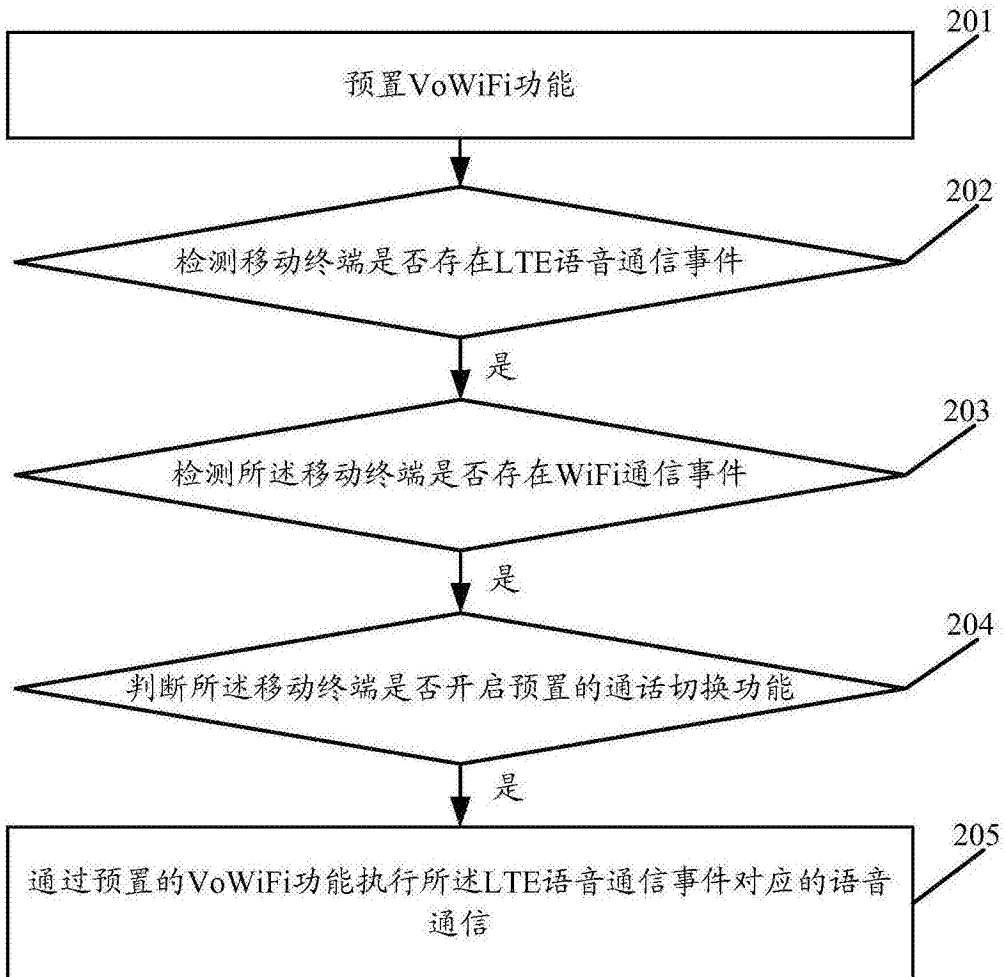 201
预置VoWiFi功能
202
检测移动终端是否存在LTE语音通信事件
是
203
检测所述移动终端是否存在WiFi通信事件
是
204
判断所述移动终端是否开启预置的通话切换功能
是
205
通过预置的VoWiFi功能执行所述LTE语音通信事件对应的语音
通信